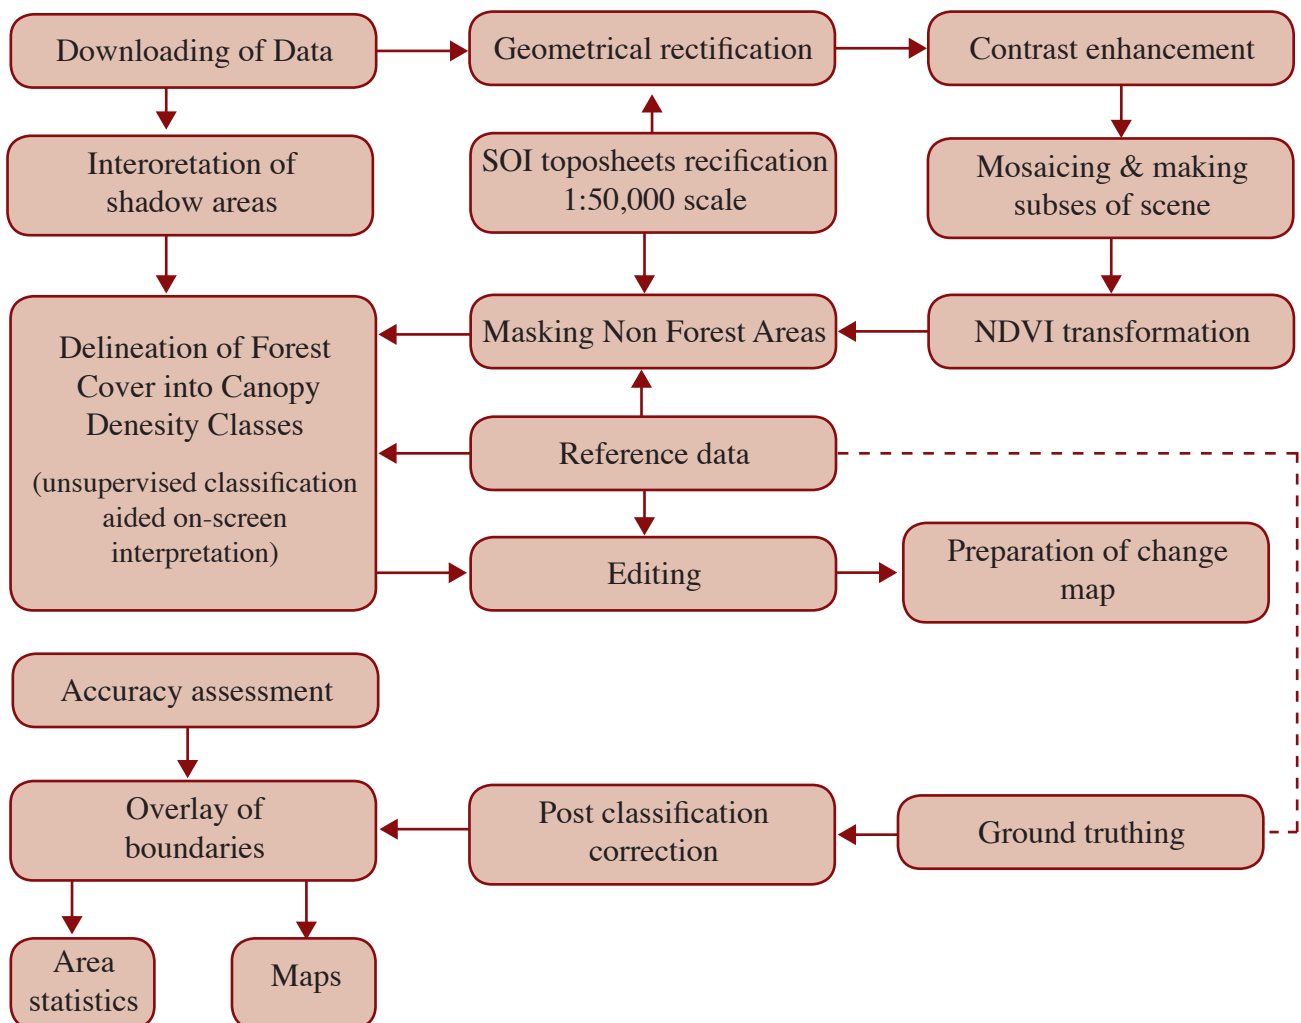 Downloading of Data
Geometrical rectification
Contrast enhancement
Interoretation of
shadow areas
SOI toposheets recification
1:50,000 scale
Mosaicing & making
subses of scene
Delineation of Forest
Cover into Canopy
Denesity Classes
(unsupervised classification
aided on-screen
interpretation)
Masking Non Forest Areas
NDVI transformation
Reference data
Editing
Preparation of change
map
Accuracy assessment
Overlay of
boundaries
Post classification
correction
Ground truthing
Area
statistics
Maps